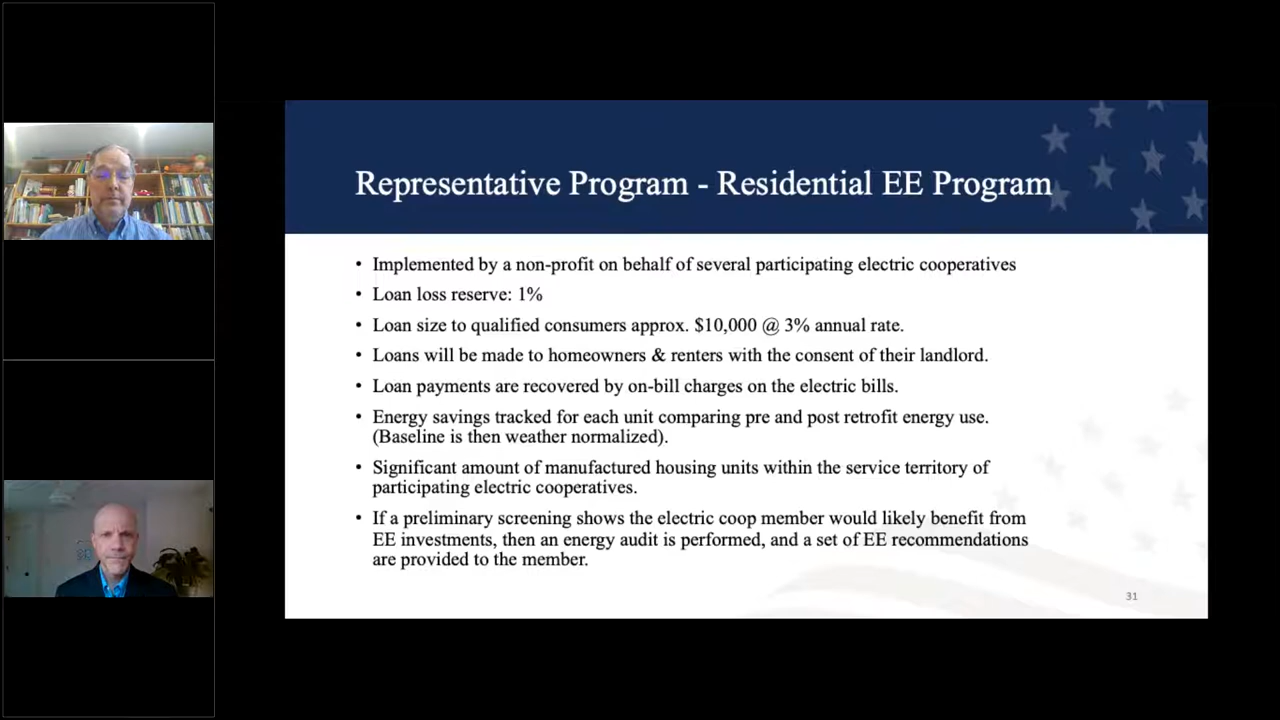 Representative Program - Residential EE Program
• Implemented by a non-profit on behalf of several participating electric cooperatives
• Loan loss reserve: 1%
• Loan size to qualified consumers approx. $10,000 @ 3% annual rate.
• Loans will be made to homeowners & renters with the consent of their landlord.
• Loan payments are recovered by on-bill charges on the electric bills.
• Energy savings tracked for each unit comparing pre and post retrofit energy use.
(Baseline is then weather normalized).
• Significant amount of manufactured housing units within the service territory of
participating electric cooperatives.
• If a preliminary screening shows the electric coop member would likely benefit from
EE investments, then an energy audit is performed, and a set of EE recommendations
are provided to the member.
31